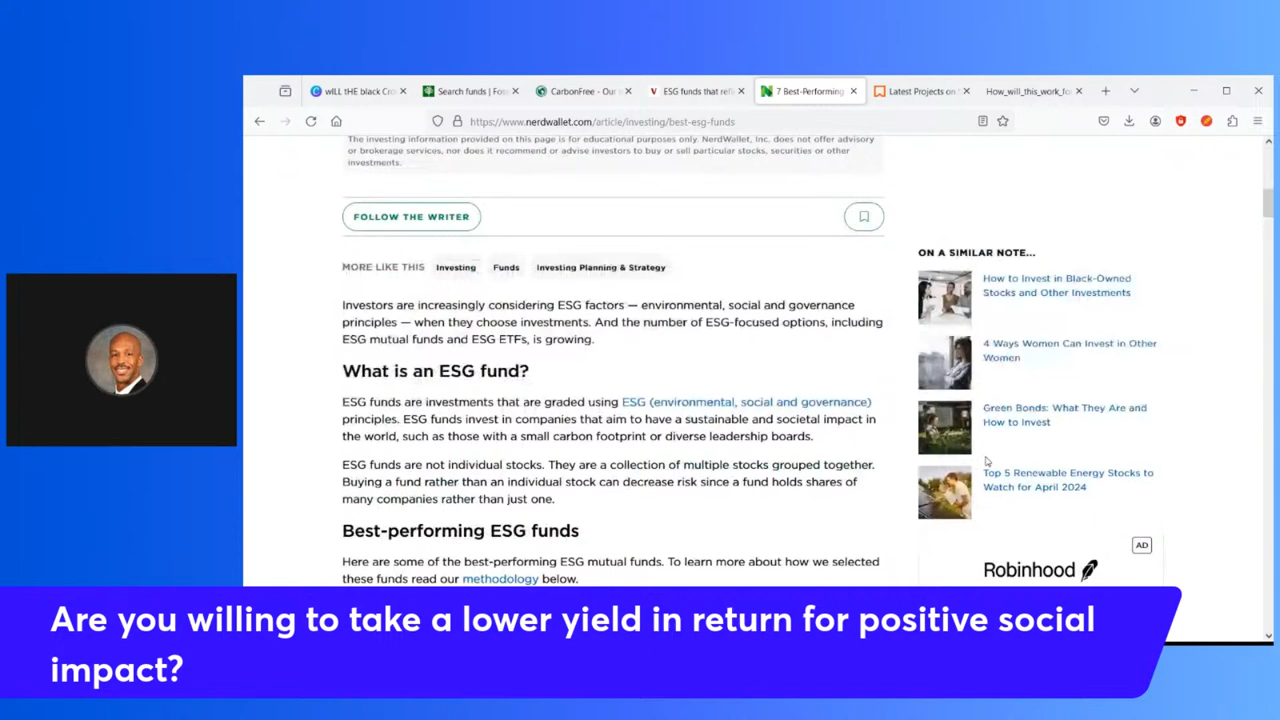 wILL tHE black Cro
Search funds | Foss
CarbonFree - Our s
ESG funds that refl
7 Best-Performing
Latest Projects on
How_will_this_work_fo
https://www.nerdwallet.com/article/investing/best-esg-funds
The investing information provided on this page is for educational purposes only. NerdWallet, Inc. does not offer advisory
or brokerage services, nor does it recommend or advise investors to buy or sell particular stocks, securities or other
investments.
FOLLOW THE WRITER
MORE LIKE THIS Investing Funds Investing Planning & Strategy
Investors are increasingly considering ESG factors — environmental, social and governance
principles — when they choose investments. And the number of ESG-focused options, including
ESG mutual funds and ESG ETFs, is growing.
What is an ESG fund?
ESG funds are investments that are graded using ESG (environmental, social and governance)
principles. ESG funds invest in companies that aim to have a sustainable and societal impact in
the world, such as those with a small carbon footprint or diverse leadership boards.
ESG funds are not individual stocks. They are a collection of multiple stocks grouped together.
Buying a fund rather than an individual stock can decrease risk since a fund holds shares of
many companies rather than just one.
Best-performing ESG funds
Here are some of the best-performing ESG mutual funds. To learn more about how we selected
these funds read our methodology below.
ON A SIMILAR NOTE...
How to Invest in Black-Owned
Stocks and Other Investments
4 Ways Women Can Invest in Other
Women
Green Bonds: What They Are and
How to Invest
Top 5 Renewable Energy Stocks to
Watch for April 2024
AD
Robinhood
Are you willing to take a lower yield in return for positive social
impact?